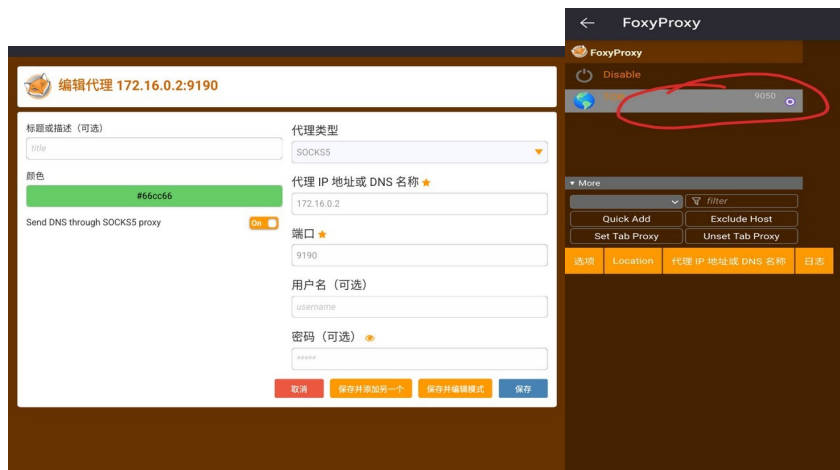 编辑代理 172.16.0.2:9190
标题或描述（可选）
title
颜色
#66cc66
Send DNS through SOCKS5 proxy
On
代理类型
SOCKS5
代理 IP 地址或 DNS 名称
172.16.0.2
端口
9190
用户名（可选）
username
密码（可选）
*****
取消
保存并添加另一个
保存并编辑模式
保存
FoxyProxy
FoxyProxy
Disable
9050
More
filter
Quick Add
Exclude Host
Set Tab Proxy
Unset Tab Proxy
选项
Location
代理 IP 地址或 DNS 名称
日志